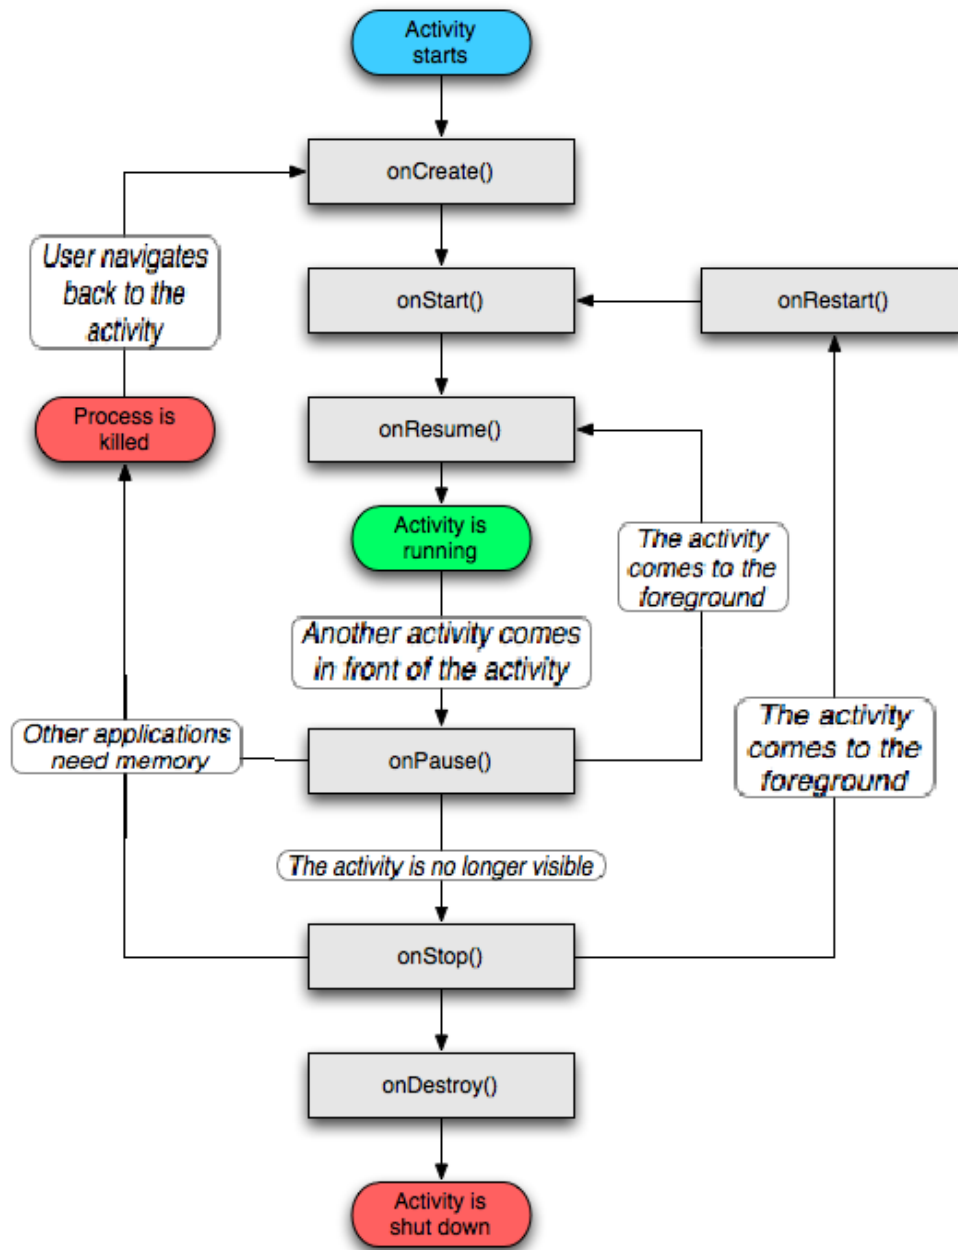 Activity
starts
onCreate()
User navigates
back to the
activity
onStart()
onRestart()
Process is
killed
onResume()
Activity is
running
The activity
comes to the
foreground
Another activity comes
in front of the activity
Other applications
need memory
onPause()
The activity
comes to the
foreground
The activity is no longer visible
onStop()
onDestroy()
Activity is
shut down